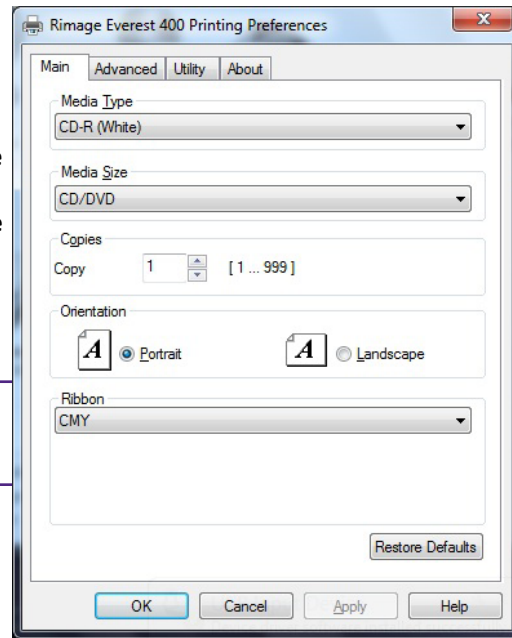 Rimage Everest 400 Printing Preferences
Main Advanced Utility About
Media Type
CD-R (White)
Media Size
CD/DVD
Copies
Copy 1 [ 1 ... 999 ]
Orientation
A Portrait A Landscape
Ribbon
CMY
Restore Defaults
OK Cancel Apply Help